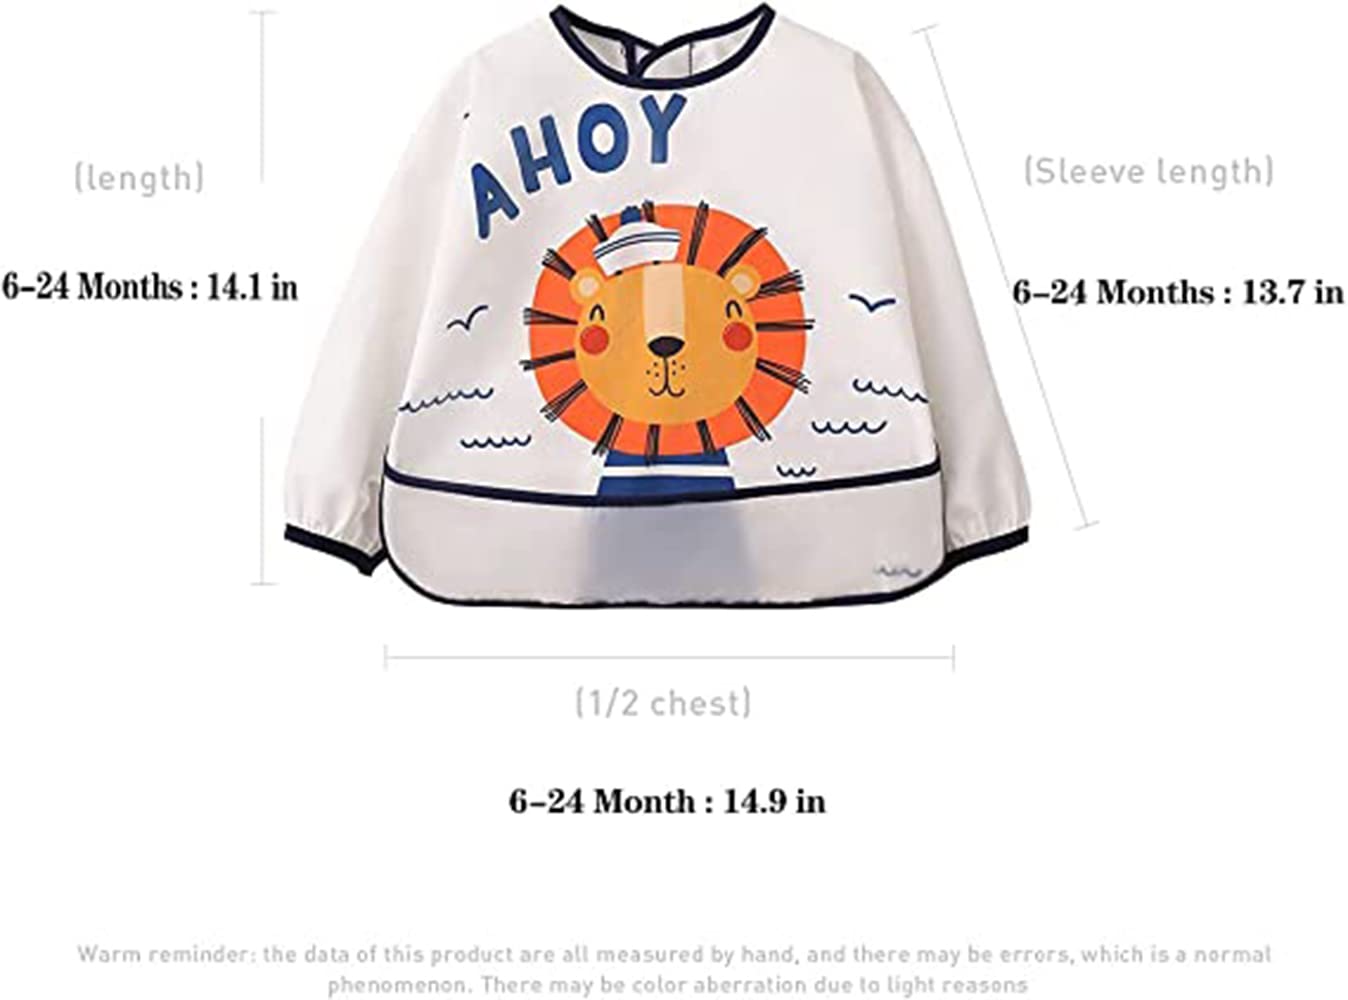 AHOY
(length)
(Sleeve length)
6-24 Months : 14.1 in
6-24 Months : 13.7 in
(1/2 chest)
6-24 Month : 14.9 in
Warm reminder: the data of this product are all measured by hand, and there may be errors, which is a normal
phenomenon. There may be color aberration due to light reasons